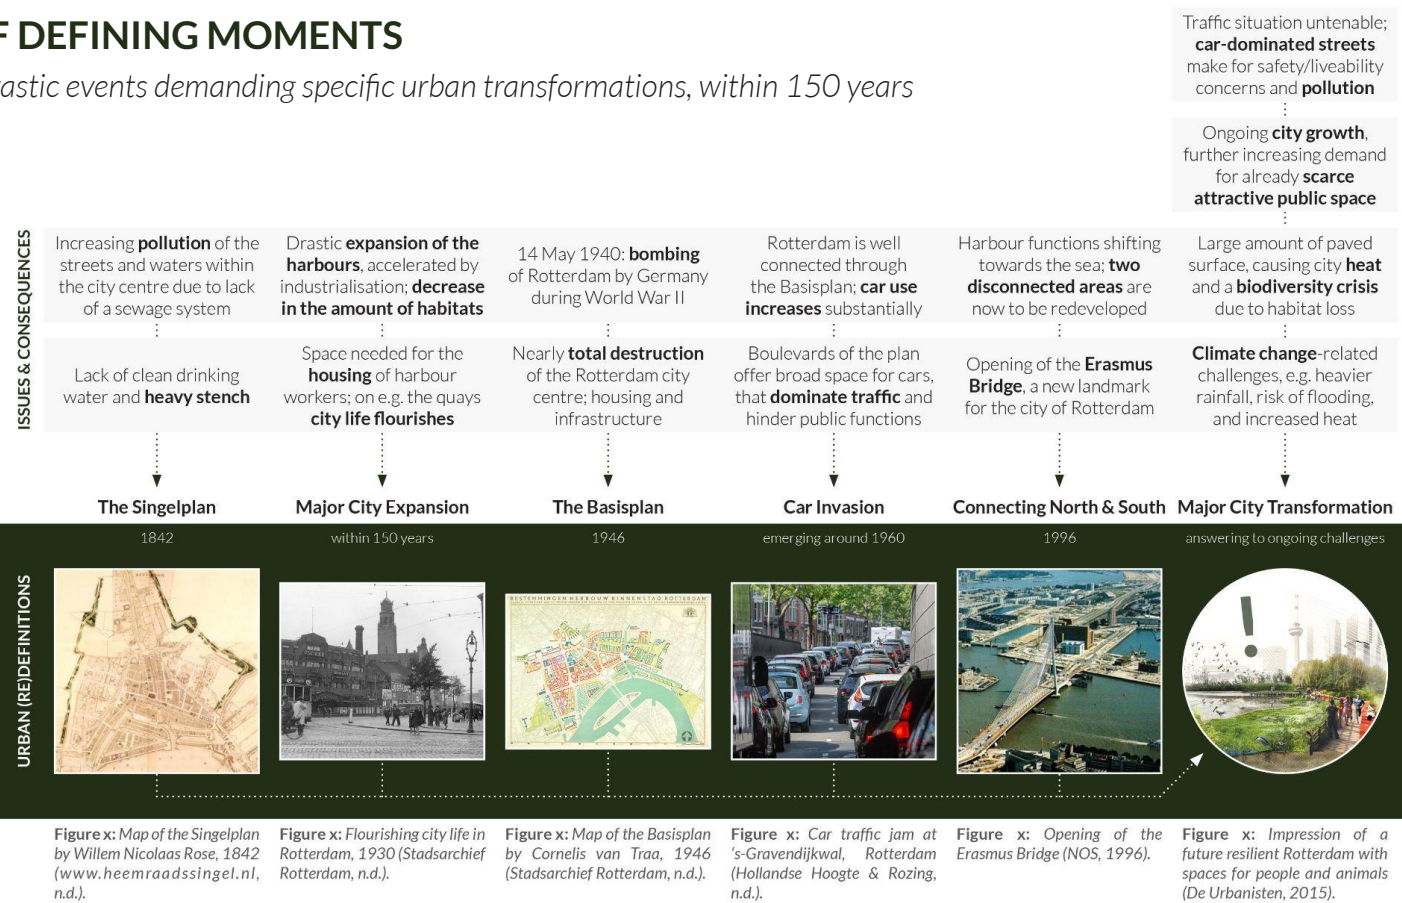 F DEFINING MOMENTS
rastic events demanding specific urban transformations, within 150 years
Traffic situation untenable;
car-dominated streets
make for safety/liveability
concerns and pollution
Ongoing city growth,
further increasing demand
for already scarce
attractive public space
ISSUES & CONSEQUENCES
Increasing pollution of the
streets and waters within
the city centre due to lack
of a sewage system
Drastic expansion of the
harbours, accelerated by
industrialisation; decrease
in the amount of habitats
14 May 1940: bombing
of Rotterdam by Germany
during World War II
Rotterdam is well
connected through
the Basisplan; car use
increases substantially
Harbour functions shifting
towards the sea; two
disconnected areas are
now to be redeveloped
Large amount of paved
surface, causing city heat
and a biodiversity crisis
due to habitat loss
Lack of clean drinking
water and heavy stench
Space needed for the
housing of harbour
workers; on e.g. the quays
city life flourishes
Nearly total destruction
of the Rotterdam city
centre; housing and
infrastructure
Boulevards of the plan
offer broad space for cars,
that dominate traffic and
hinder public functions
Opening of the Erasmus
Bridge, a new landmark
for the city of Rotterdam
Climate change-related
challenges, e.g. heavier
rainfall, risk of flooding,
and increased heat
The Singelplan
Major City Expansion
The Basisplan
Car Invasion
Connecting North & South
Major City Transformation
1842
within 150 years
1946
emerging around 1960
1996
answering to ongoing challenges
URBAN (RE)DEFINITIONS
BESTEMMINGEN HERBOUW BINNENSTAD ROTTERDAM
Figure x: Map of the Singelplan
by Willem Nicolaas Rose, 1842
(www.heemraadssingel.nl,
n.d.).
Figure x: Flourishing city life in
Rotterdam, 1930 (Stadsarchief
Rotterdam, n.d.).
Figure x: Map of the Basisplan
by Cornelis van Traa, 1946
(Stadsarchief Rotterdam, n.d.).
Figure x: Car traffic jam at
's-Gravendijkwal, Rotterdam
(Hollandse Hoogte & Rozing,
n.d.).
Figure x: Opening of the
Erasmus Bridge (NOS, 1996).
Figure x: Impression of a
future resilient Rotterdam with
spaces for people and animals
(De Urbanisten, 2015).